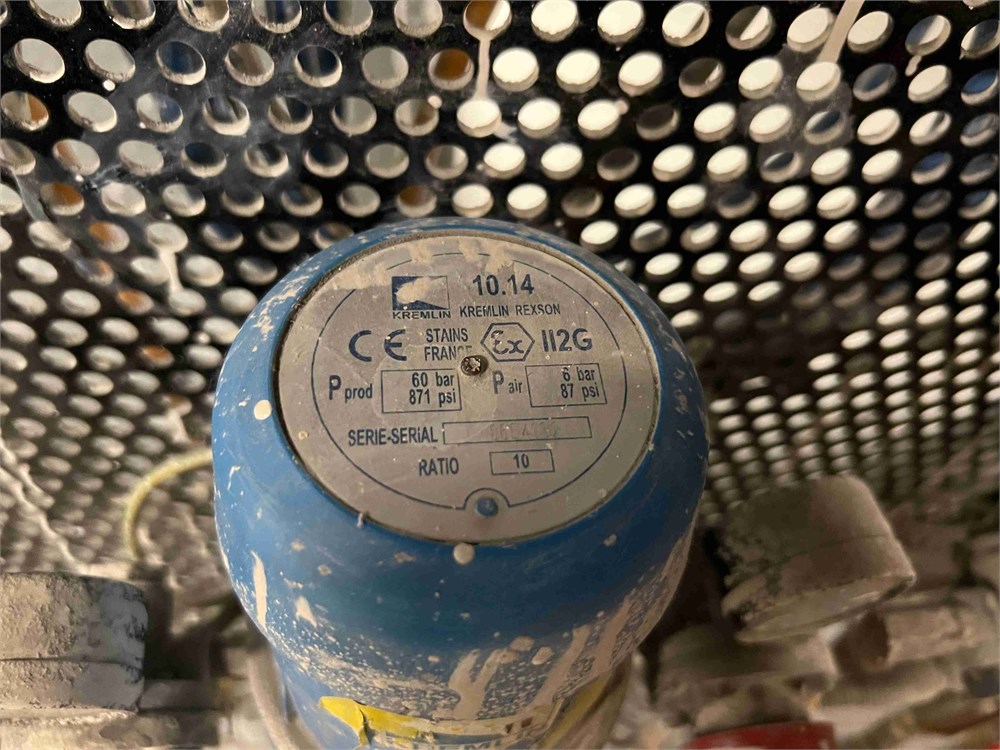 10.14
KREMLIN
KREMLIN REXSON
CE
STAINS
FRANCE
Ex
II2G
P prod
60 bar
871 psi
P air
6 bar
87 psi
SERIE-SERIAL
RATIO
10